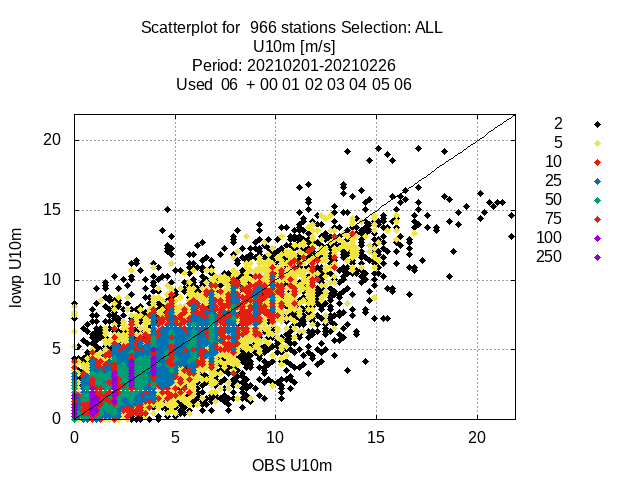 Scatterplot for  966 stations Selection: ALL
U10m [m/s]
Period: 20210201-20210226
Used  06  + 00 01 02 03 04 05 06
2
5
10
25
50
75
100
250
20
15
10
5
0
Iowp U10m
0 5 10 15 20
OBS U10m